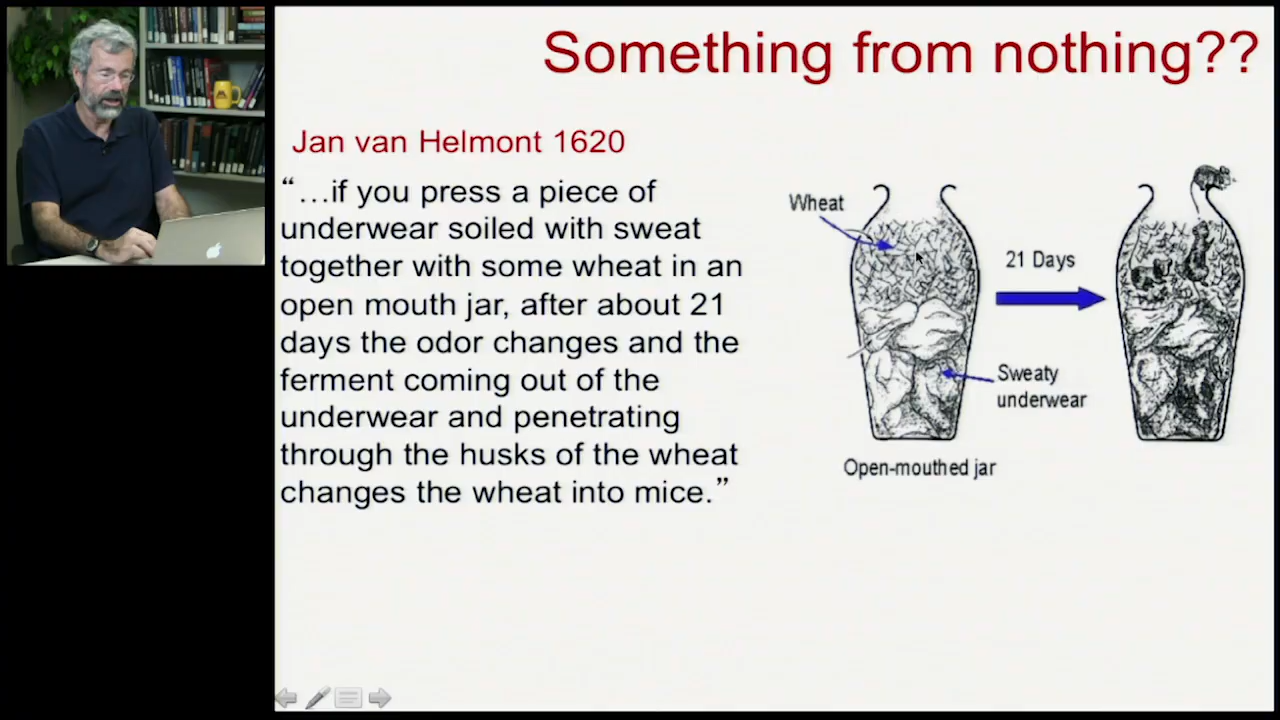 Something from nothing??
Jan van Helmont 1620
“…if you press a piece of
underwear soiled with sweat
together with some wheat in an
open mouth jar, after about 21
days the odor changes and the
ferment coming out of the
underwear and penetrating
through the husks of the wheat
changes the wheat into mice.”
Wheat
21 Days
Sweaty
underwear
Open-mouthed jar